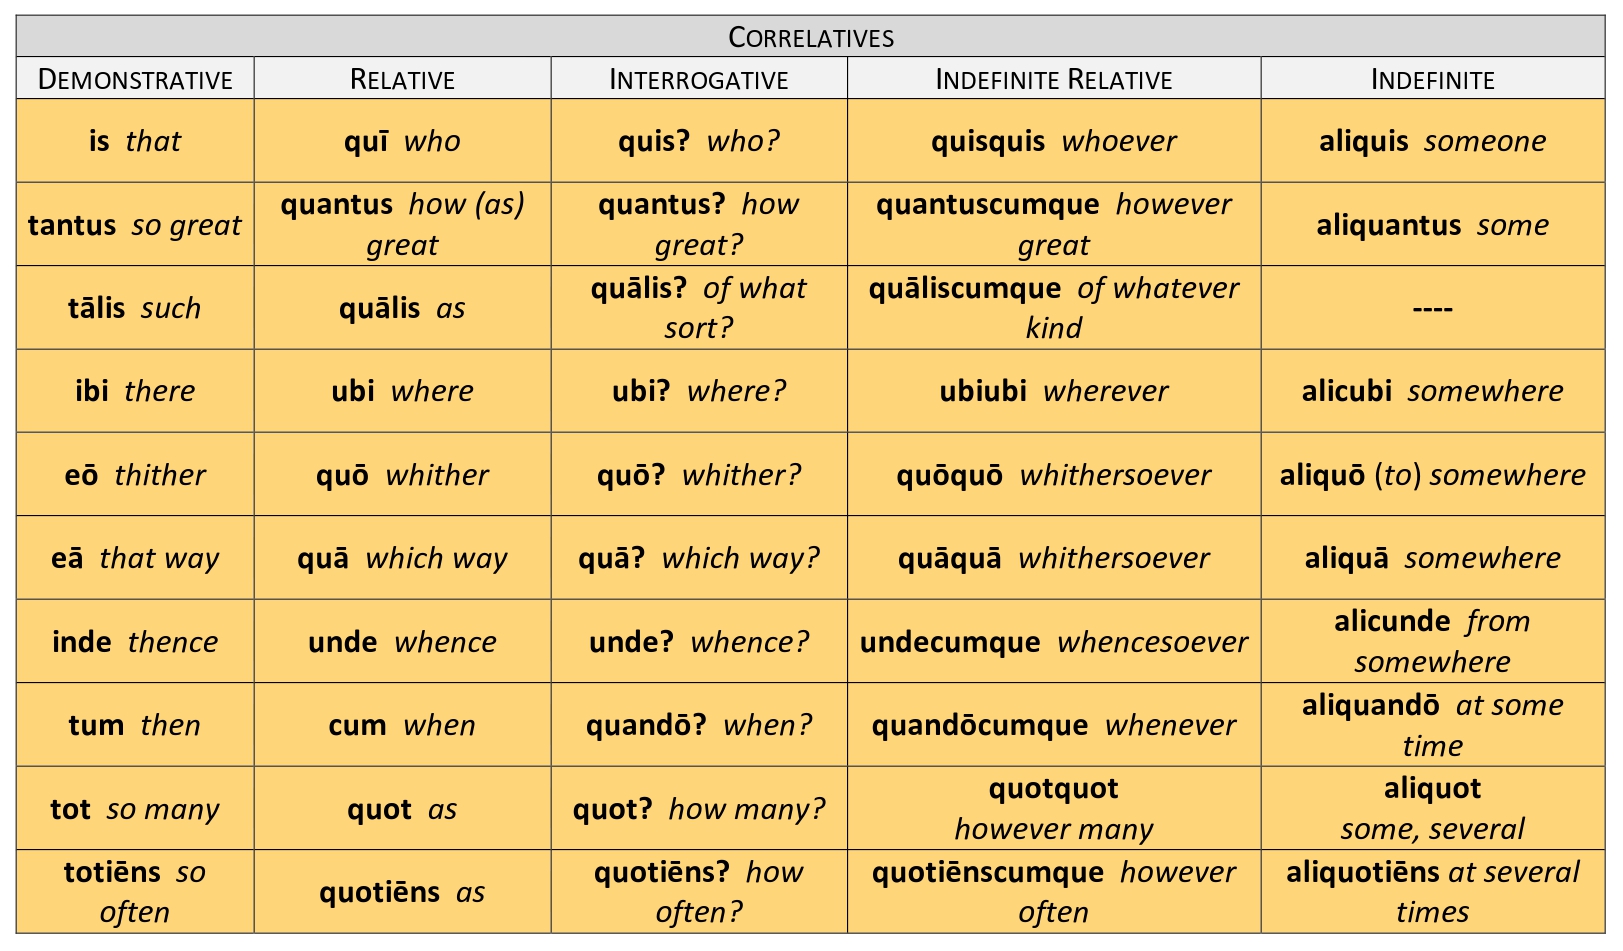 CORRELATIVES
DEMONSTRATIVE RELATIVE INTERROGATIVE INDEFINITE RELATIVE INDEFINITE
is that quī who quis? who? quisquis whoever aliquis someone
tantus so great quantus how (as) great quantus? how great? quantuscumque however great aliquantus some
tālis such quālis as quālis? of what sort? quāliscumque of whatever kind ----
ibi there ubi where ubi? where? ubiubi wherever alicubi somewhere
eō thither quō whither quō? whither? quōquō whithersoever aliquō (to) somewhere
eā that way quā which way quā? which way? quāquā whithersoever aliquā somewhere
inde thence unde whence unde? whence? undecumque whencesoever alicunde from somewhere
tum then cum when quandō? when? quandōcumque whenever aliquandō at some time
tot so many quot as quot? how many? quotquot however many aliquot some, several
totiēns so often quotiēns as quotiēns? how often? quotiēnscumque however often aliquotiēns at several times